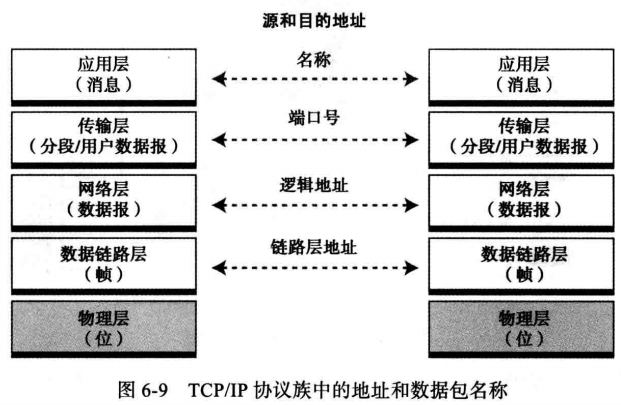 源和目的地址
应用层
（消息）
名称
应用层
（消息）
传输层
（分段/用户数据报）
端口号
传输层
（分段/用户数据报）
网络层
（数据报）
逻辑地址
网络层
（数据报）
数据链路层
（帧）
链路层地址
数据链路层
（帧）
物理层
（位）
物理层
（位）
图 6-9 TCP/IP 协议族中的地址和数据包名称